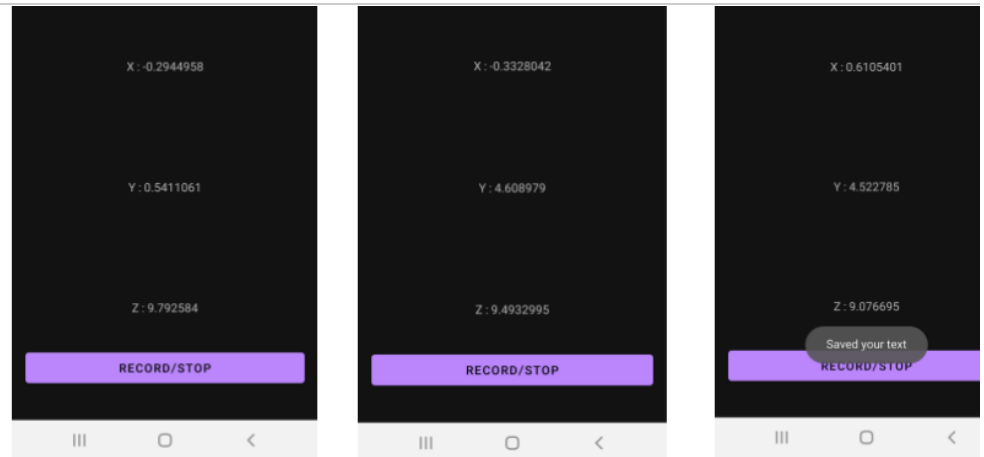 X : -0.2944958
Y : 0.5411061
Z : 9.792584
RECORD/STOP
X : -0.3328042
Y : 4.608979
Z : 9.4932995
RECORD/STOP
X : 0.6105401
Y : 4.522785
Z : 9.076695
Saved your text
RECORD/STOP